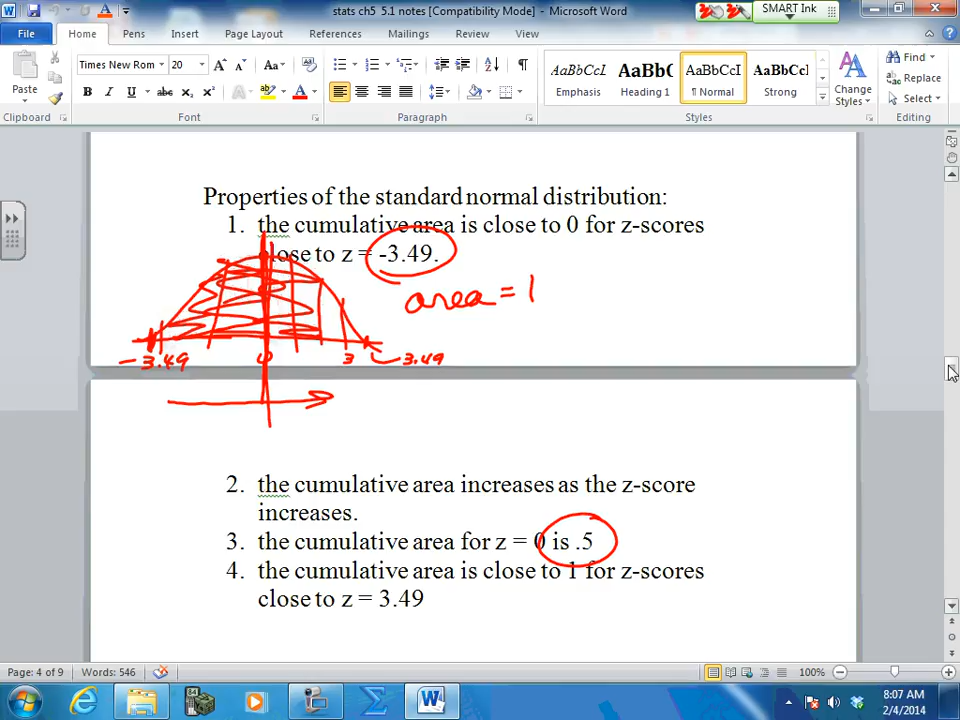 stats ch5 5.1 notes [Compatibility Mode] - Microsoft Word
SMART Ink
File Home Pens Insert Page Layout References Mailings Review View
Times New Rom 20 A A Aa
Paste
B I U abc x₂ x² A ab A
AaBbCcI AaBbC AaBbCcI AaBbCcl
Emphasis Heading 1 ¶ Normal Strong
Change Styles
Find
Replace
Select
Clipboard Font Paragraph Styles Editing
Properties of the standard normal distribution:
1. the cumulative area is close to 0 for z-scores
close to z = -3.49.
area = 1
-3.49 0 3 3.49
2. the cumulative area increases as the z-score
increases.
3. the cumulative area for z = 0 is .5
4. the cumulative area is close to 1 for z-scores
close to z = 3.49
Page: 4 of 9 Words: 546 100%
8:07 AM
2/4/2014